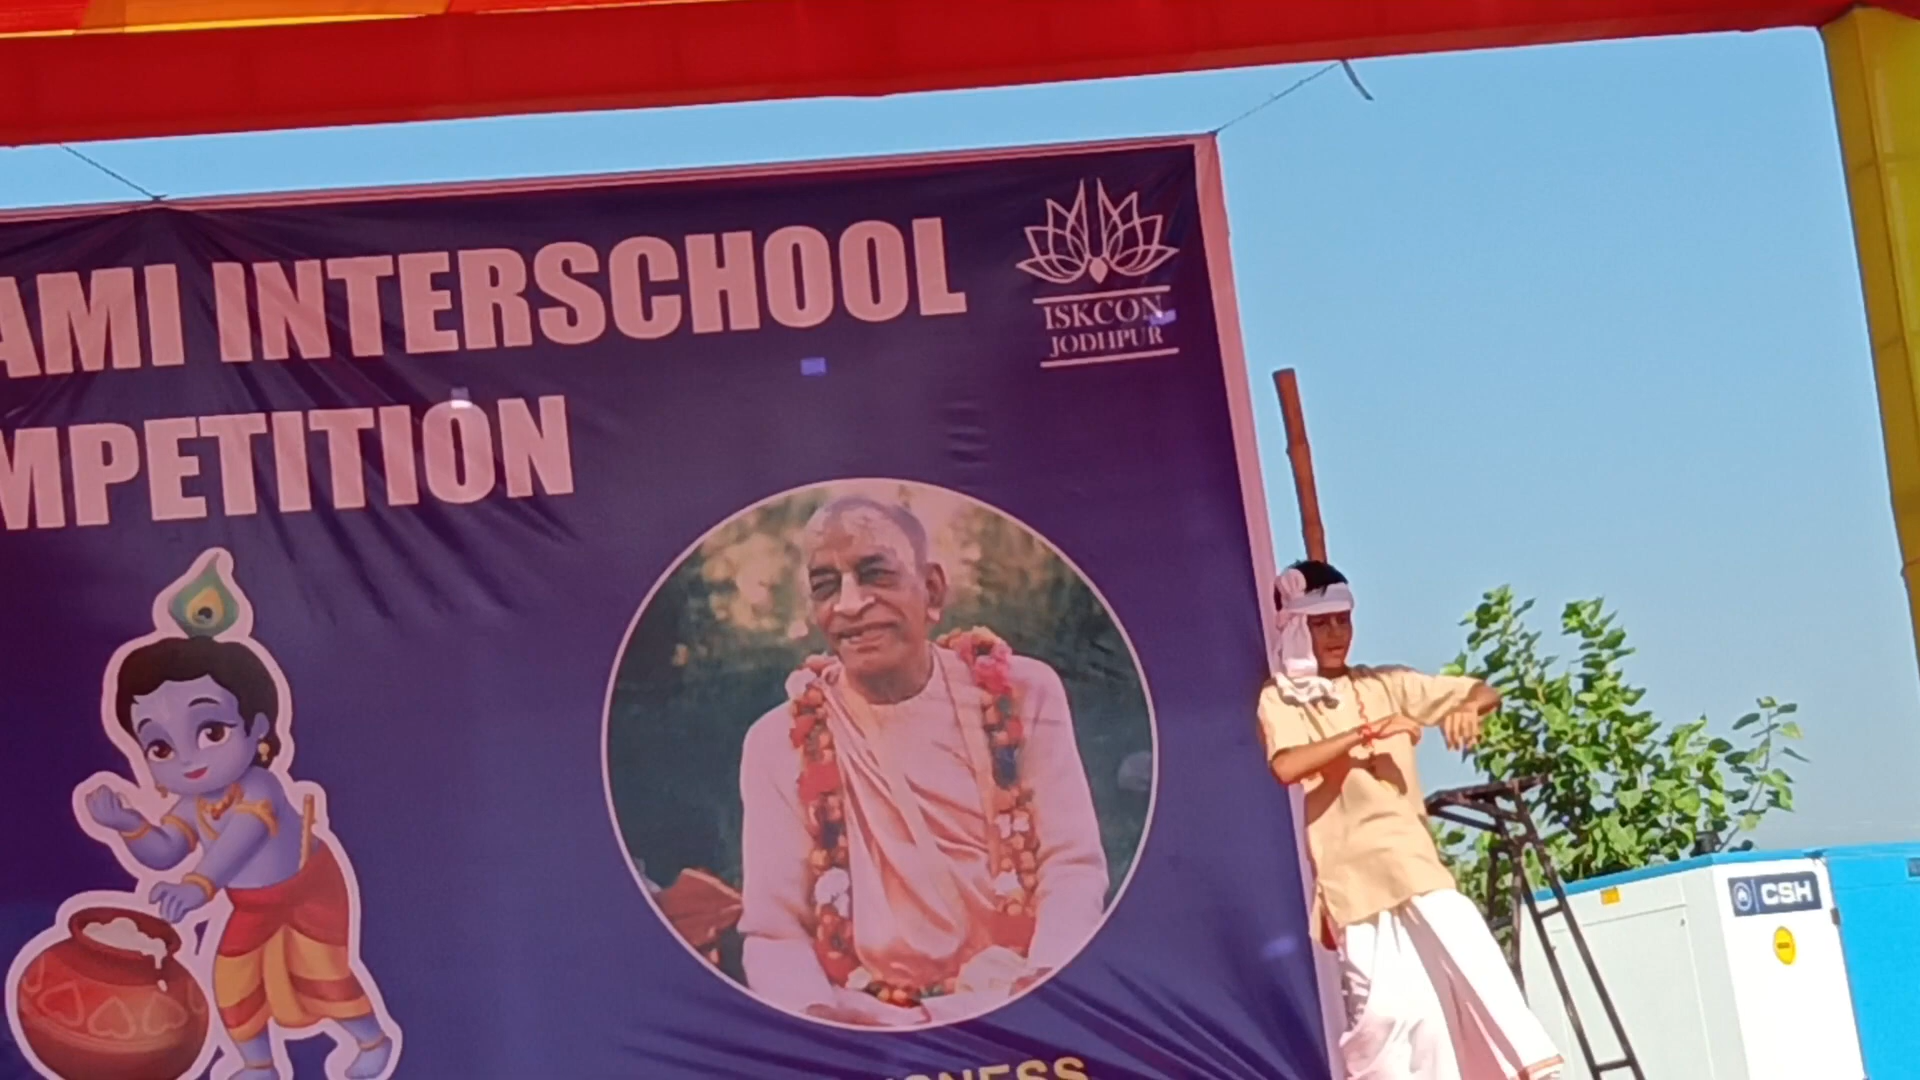 AMI INTERSCHOOL
MPETITION
ISKCON
JODHPUR
CSH